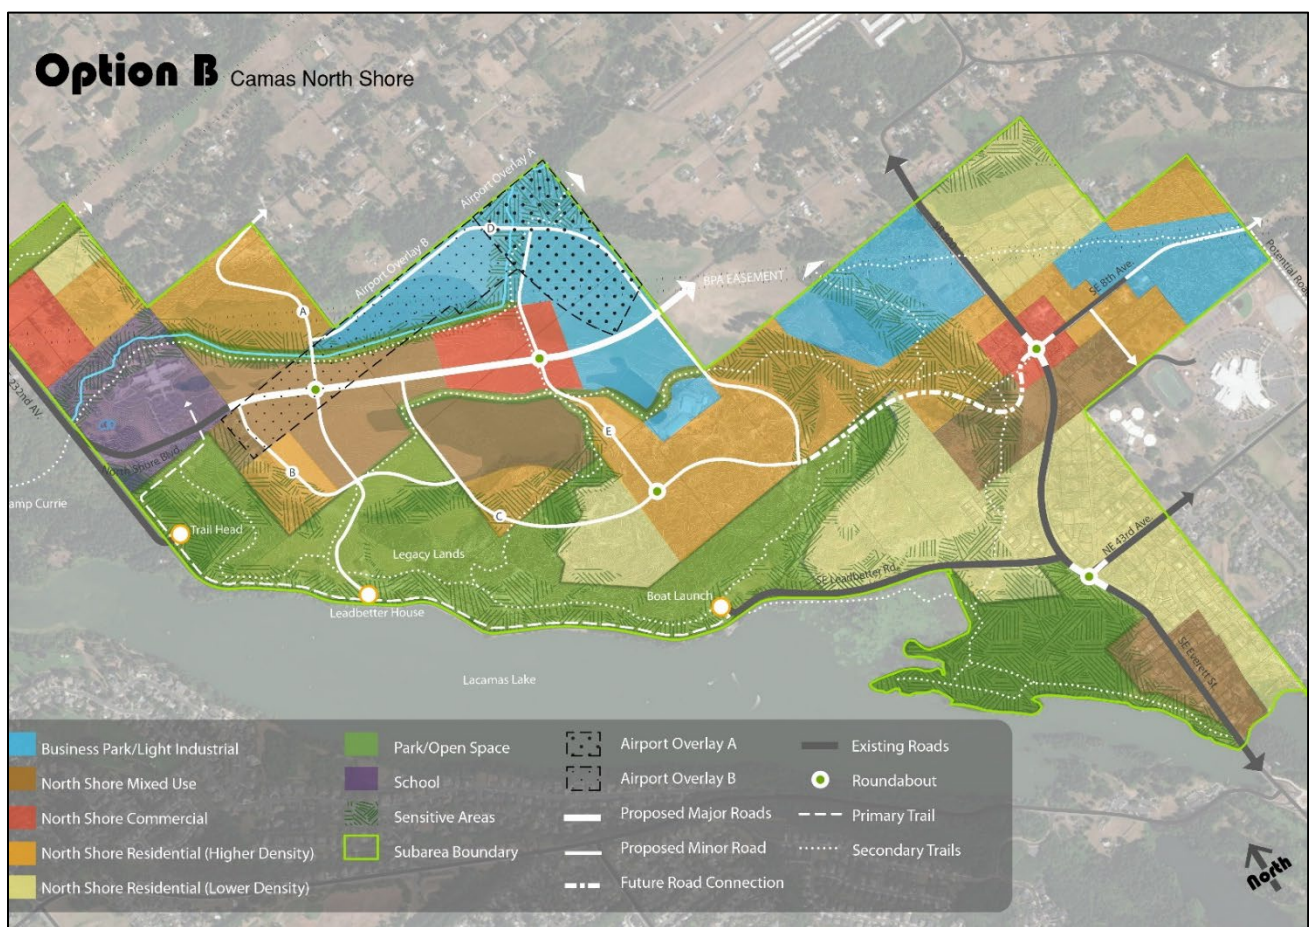 Option B Camas North Shore
Airport Overlay A
Airport Overlay B
D
BPA EASEMENT
SE 8th Ave.
Potential Road
A
232nd AV.
North Shore Blvd.
B
E
C
amp Currie
Trail Head
Legacy Lands
Leadbetter House
Boat Launch
SE Leadbetter Rd.
NE 43rd Ave.
SE Everett St.
Lacamas Lake
Business Park/Light Industrial
North Shore Mixed Use
North Shore Commercial
North Shore Residential (Higher Density)
North Shore Residential (Lower Density)
Park/Open Space
School
Sensitive Areas
Subarea Boundary
Airport Overlay A
Airport Overlay B
Proposed Major Roads
Proposed Minor Road
Future Road Connection
Existing Roads
Roundabout
Primary Trail
Secondary Trails
North